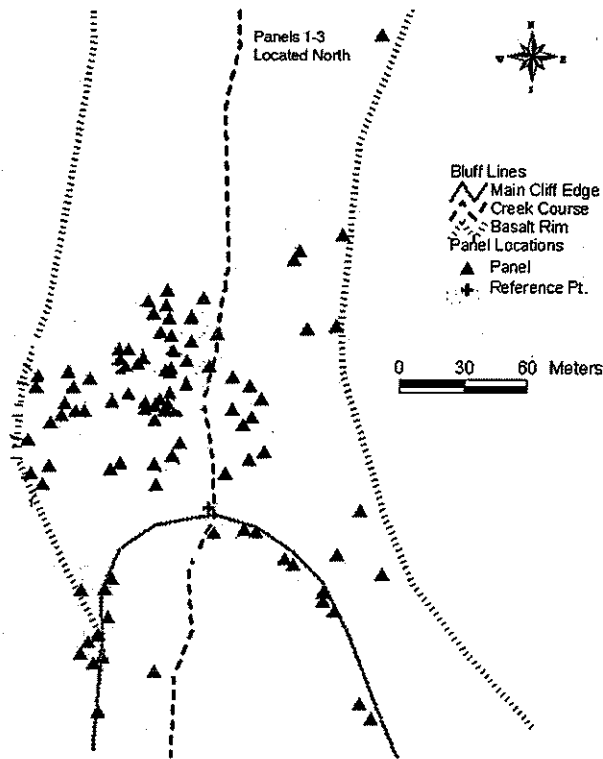 Panels 1-3
Located North
N
E
S
Bluff Lines
Main Cliff Edge
Creek Course
Basalt Rim
Panel Locations
Panel
Reference Pt.
0 30 60 Meters